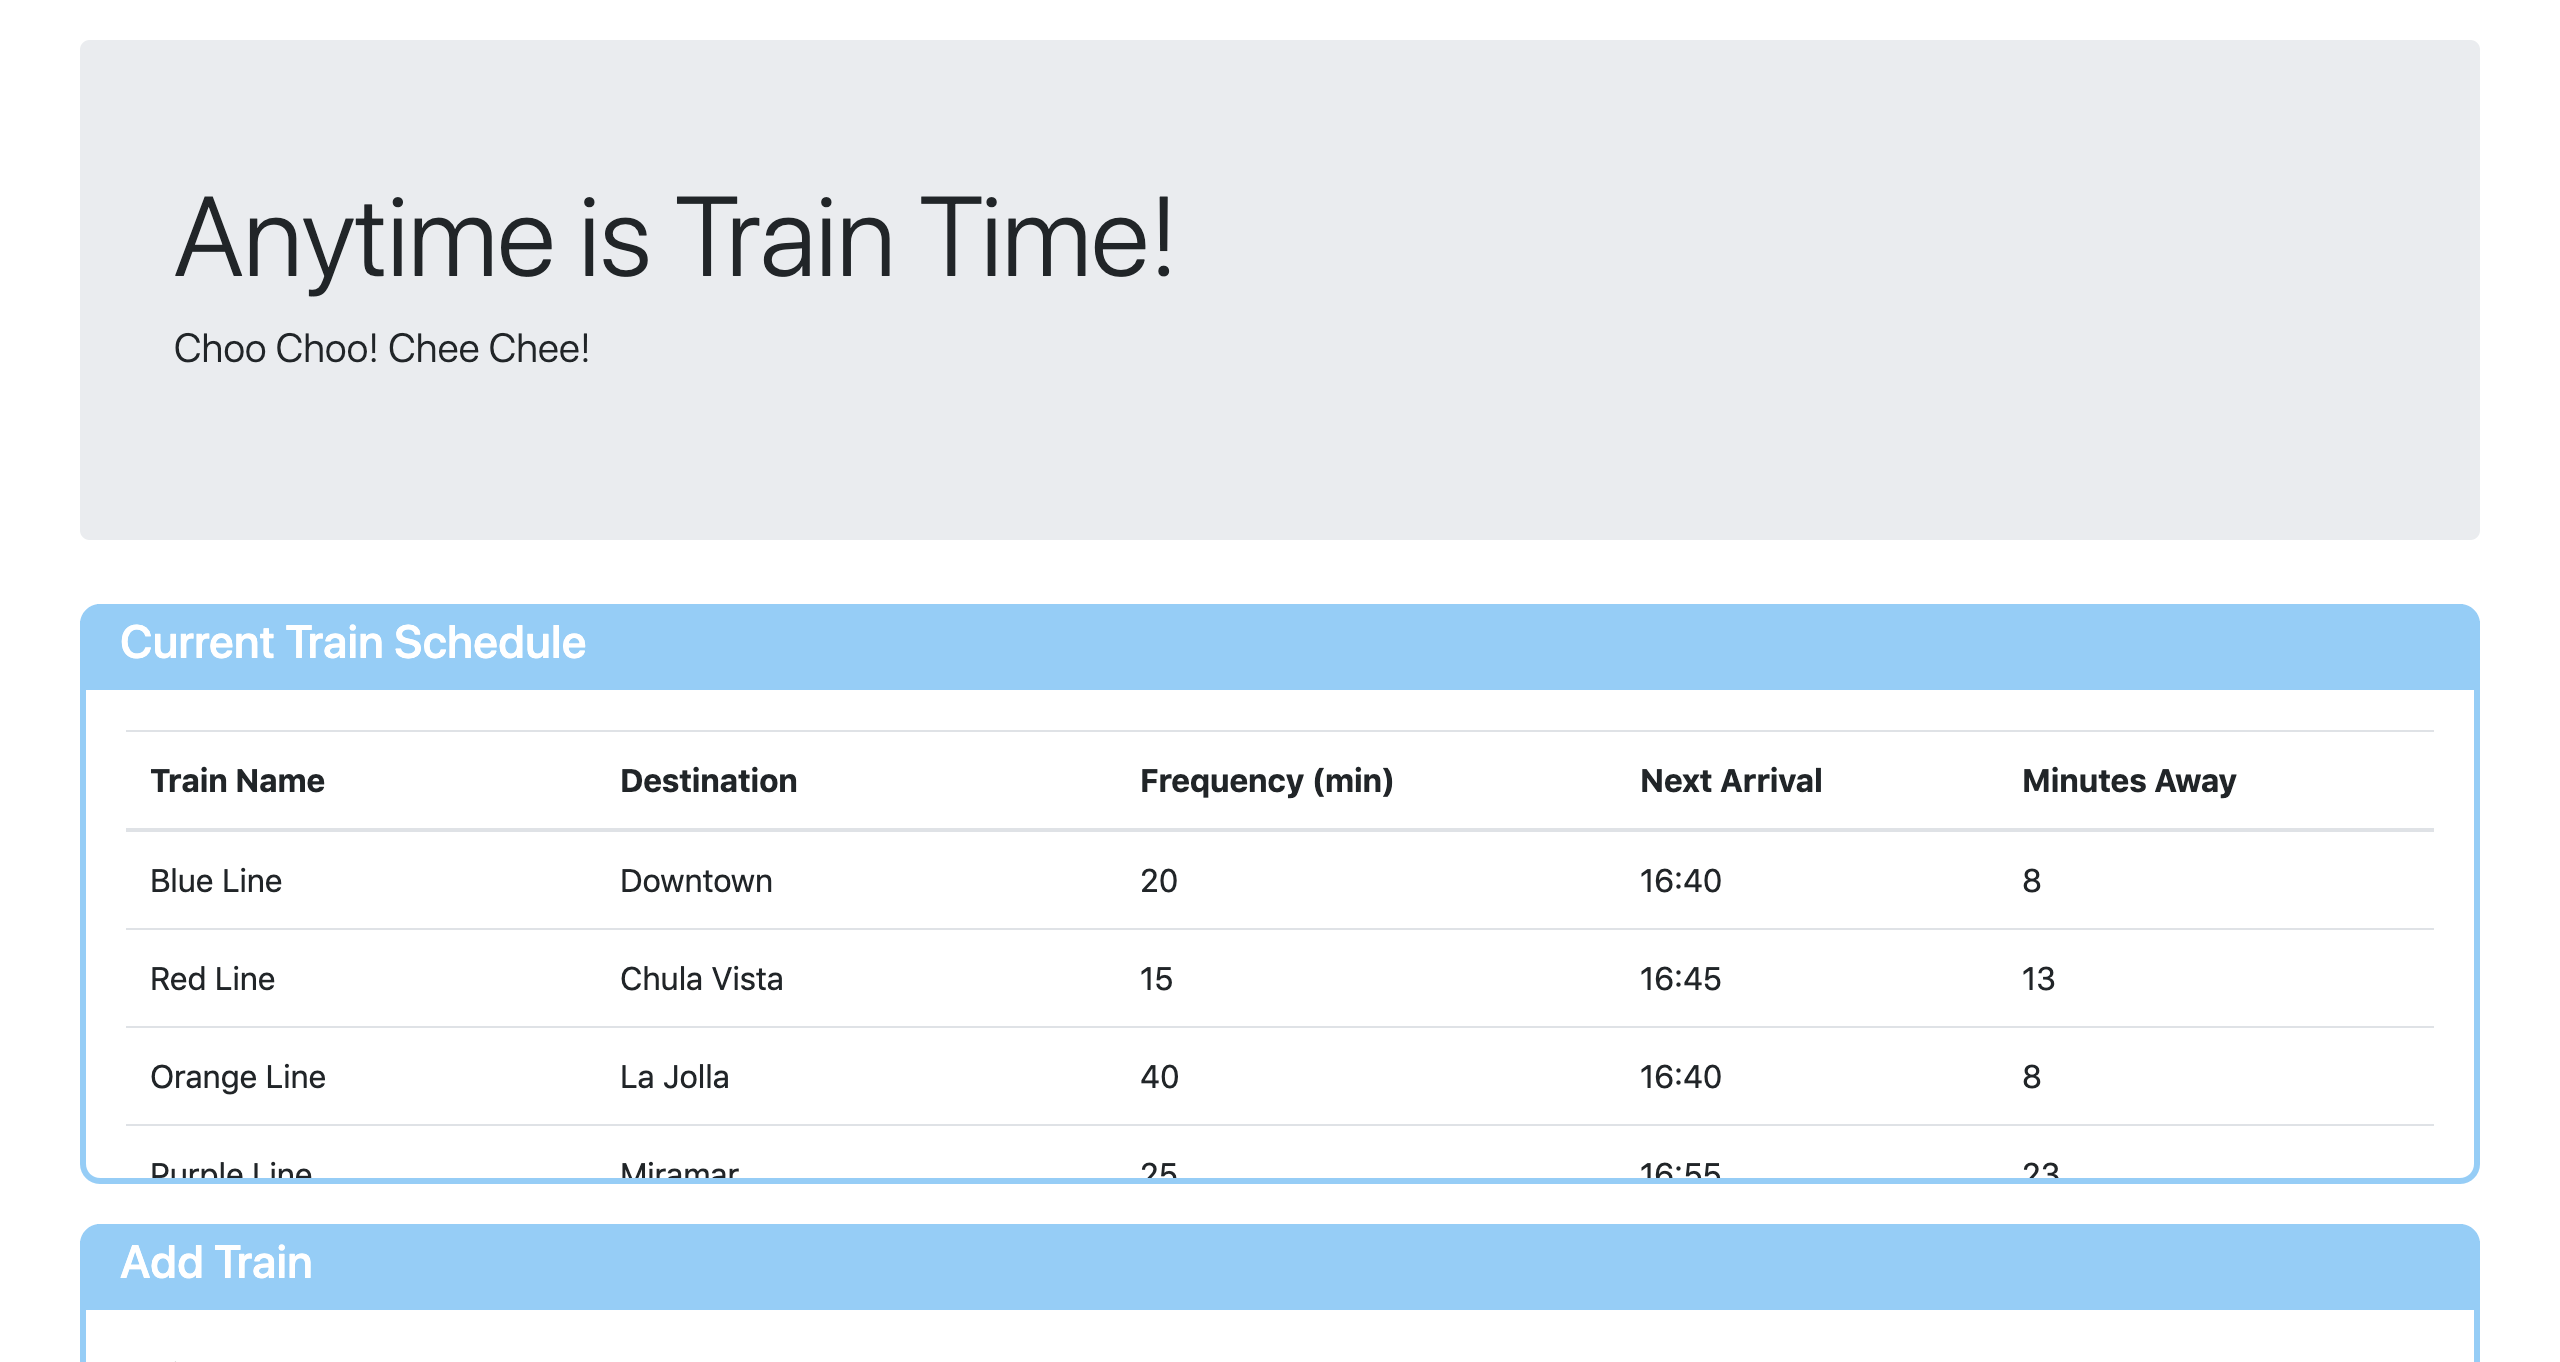 Anytime is Train Time!
Choo Choo! Chee Chee!
Current Train Schedule
Train Name Destination Frequency (min) Next Arrival Minutes Away
Blue Line Downtown 20 16:40 8
Red Line Chula Vista 15 16:45 13
Orange Line La Jolla 40 16:40 8
Purple Line Miramar 25 16:55 23
Add Train